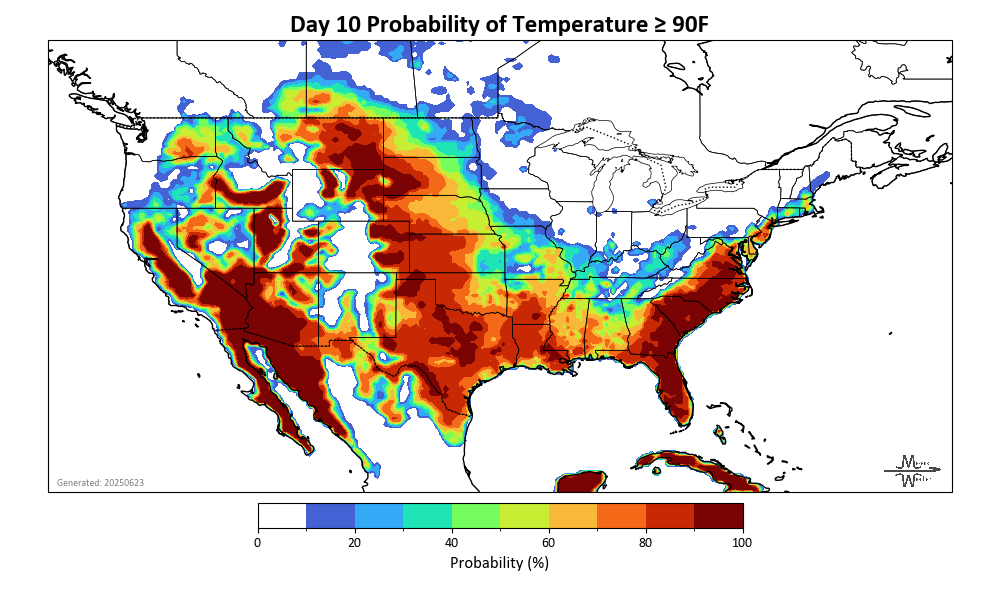 Day 10 Probability of Temperature ≥ 90F
Generated: 20250623
0 20 40 60 80 100
Probability (%)